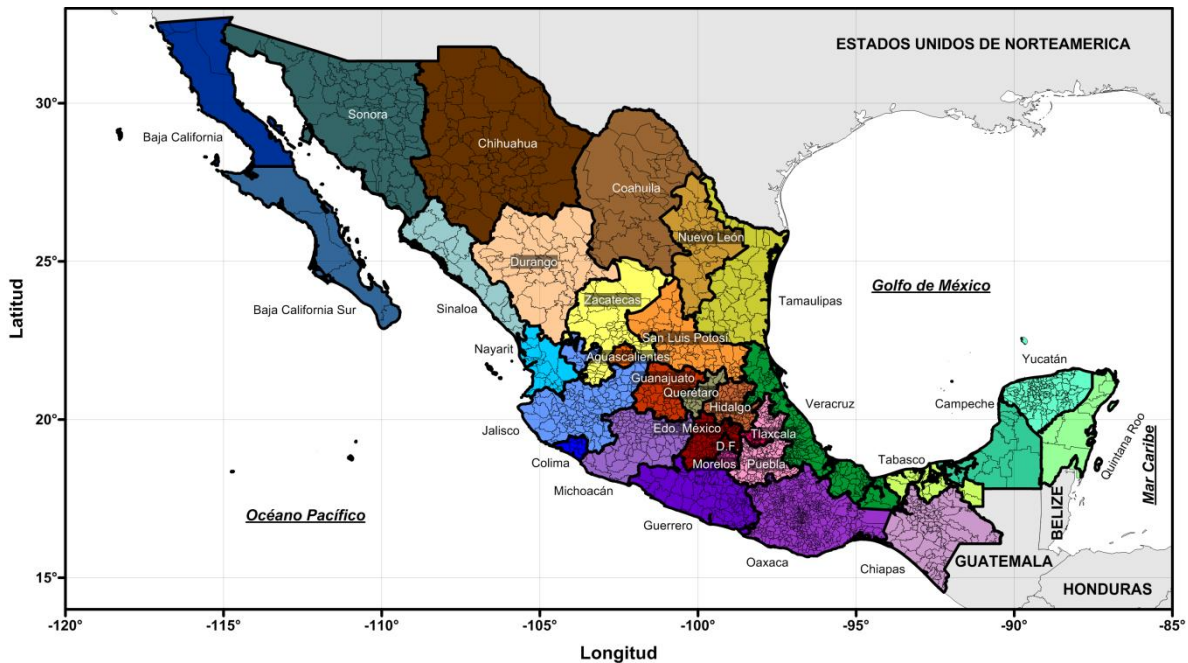 ESTADOS UNIDOS DE NORTEAMERICA
30°
Sonora
Baja California
Chihuahua
Coahuila
Nuevo León
25°
Durango
Golfo de México
Zacatecas
Tamaulipas
Baja California Sur
Sinaloa
San Luis Potosí
Nayarit
Aguascalientes
Yucatán
Guanajuato
Querétaro
Campeche
Hidalgo
Veracruz
20°
Jalisco
Edo. México
Tlaxcala
Quintana Roo
Mar Caribe
D.F.
Colima
Morelos
Puebla
Tabasco
Michoacán
Océano Pacífico
Guerrero
BELIZE
Oaxaca
Chiapas
GUATEMALA
HONDURAS
15°
Latitud
-120°
-115°
-110°
-105°
-100°
-95°
-90°
-85°
Longitud